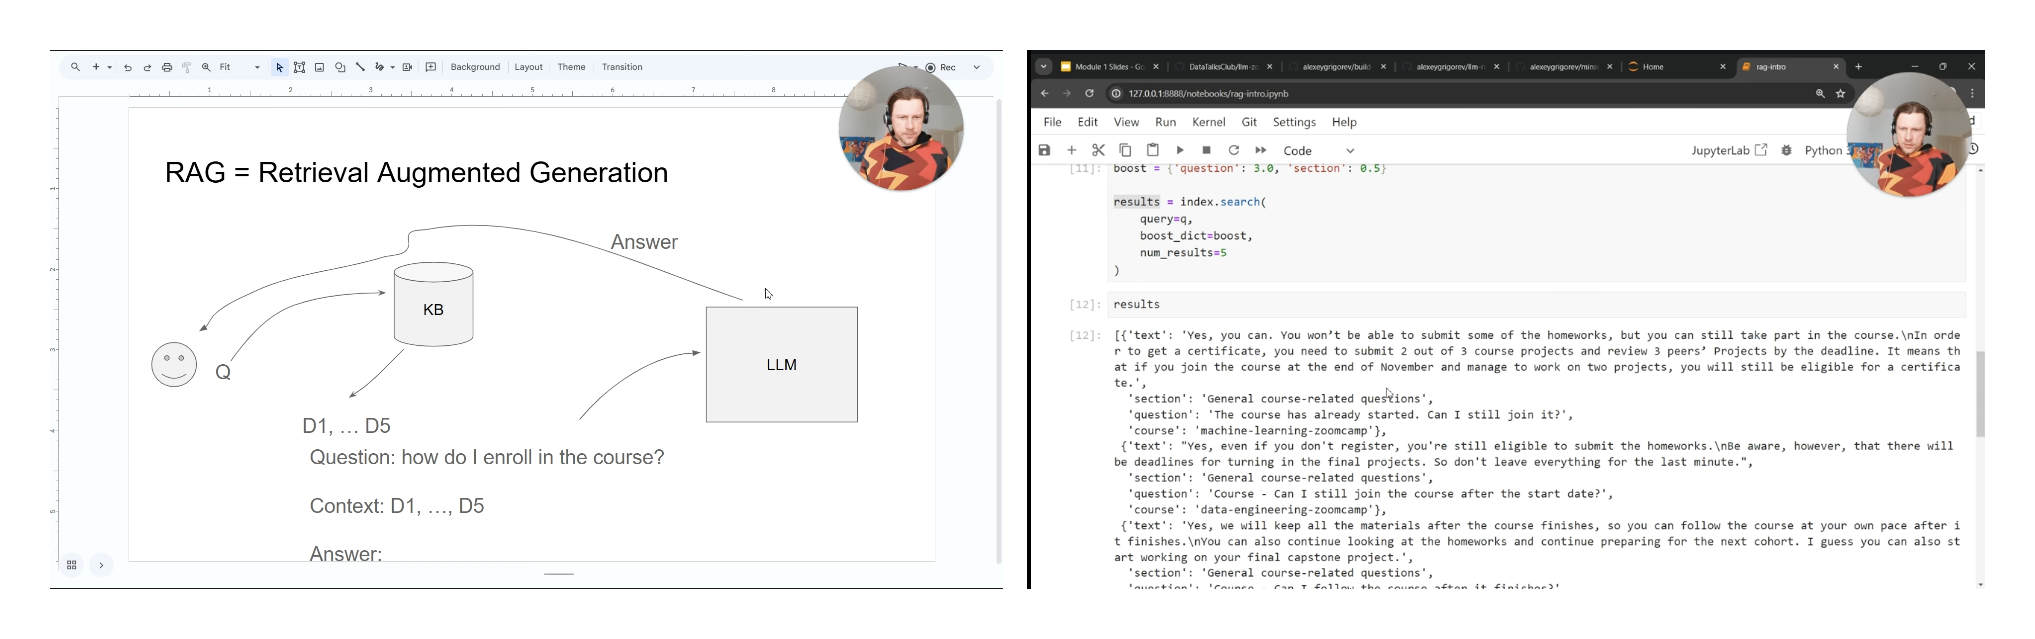 Fit
Background
Layout
Theme
Transition
Rec
1
2
3
4
5
6
7
8
RAG = Retrieval Augmented Generation
Answer
KB
LLM
Q
D1, … D5
Question: how do I enroll in the course?
Context: D1, …, D5
Answer:
1
2
3
4
5
Module 1 Slides - Go
DataTalksClub/llm-zo
alexeygrigorev/build
alexeygrigorev/llm-r
alexeygrigorev/mins
Home
rag-intro
127.0.0.1:8888/notebooks/rag-intro.ipynb
File Edit View Run Kernel Git Settings Help
Code
JupyterLab
Python 3
[11]: boost = {'question': 3.0, 'section': 0.5}
results = index.search(
query=q,
boost_dict=boost,
num_results=5
)
[12]: results
[12]: [{'text': 'Yes, you can. You won’t be able to submit some of the homeworks, but you can still take part in the course.\nIn orde
r to get a certificate, you need to submit 2 out of 3 course projects and review 3 peers’ Projects by the deadline. It means th
at if you join the course at the end of November and manage to work on two projects, you will still be eligible for a certifica
te.',
'section': 'General course-related questions',
'question': 'The course has already started. Can I still join it?',
'course': 'machine-learning-zoomcamp'},
{'text': "Yes, even if you don't register, you're still eligible to submit the homeworks.\nBe aware, however, that there will
be deadlines for turning in the final projects. So don't leave everything for the last minute.",
'section': 'General course-related questions',
'question': 'Course - Can I still join the course after the start date?',
'course': 'data-engineering-zoomcamp'},
{'text': 'Yes, we will keep all the materials after the course finishes, so you can follow the course at your own pace after i
t finishes.\nYou can also continue looking at the homeworks and continue preparing for the next cohort. I guess you can also st
art working on your final capstone project.',
'section': 'General course-related questions',
'question': 'Course - Can I follow the course after it finishes?'